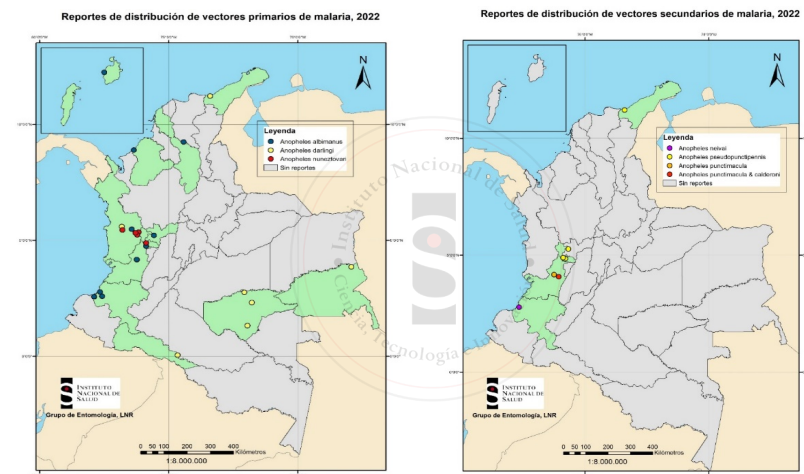 Reportes de distribución de vectores primarios de malaria, 2022
N
Leyenda
Anopheles albimanus
Anopheles darlingi
Anopheles nuneztovari
Sin reportes
INSTITUTO
NACIONAL DE
SALUD
Grupo de Entomología, LNR
0 50 100 200 300 400
Kilómetros
1:8.000.000
Reportes de distribución de vectores secundarios de malaria, 2022
N
Leyenda
Anopheles neivai
Anopheles pseudopunctipennis
Anopheles punctimacula
Anopheles punctimacula & calderoni
Sin reportes
INSTITUTO
NACIONAL DE
SALUD
Grupo de Entomología, LNR
0 50 100 200 300 400
Kilómetros
1:8.000.000
Instituto Nacional de Salud